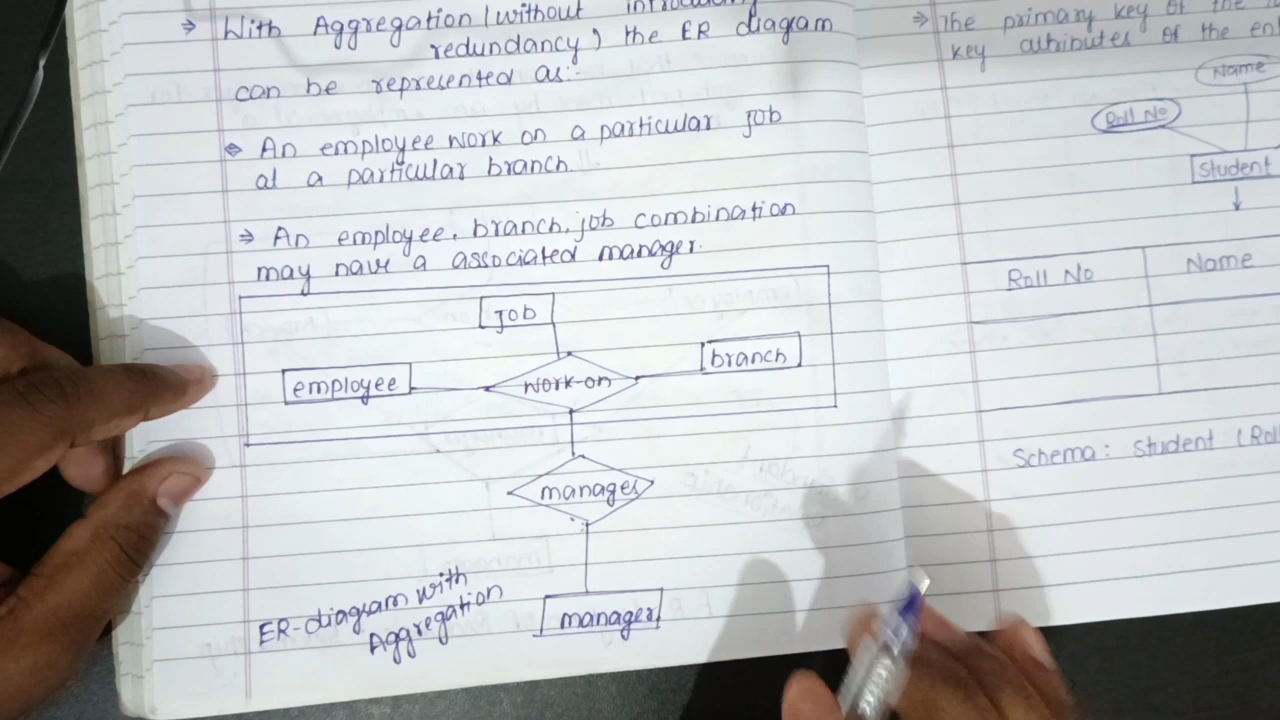 ⇒ With Aggregation (without
redundancy) the ER diagram
can be represented as:-
⇒ An employee work on a particular job
at a particular branch.
⇒ An employee, branch, job combination
may have a associated manager.
job
employee
work-on
branch
manages
manager
ER-diagram with
Aggregation
⇒ The primary key of the
key attributes of the
Name
Roll No
Student
Roll No Name
Schema: Student (Roll